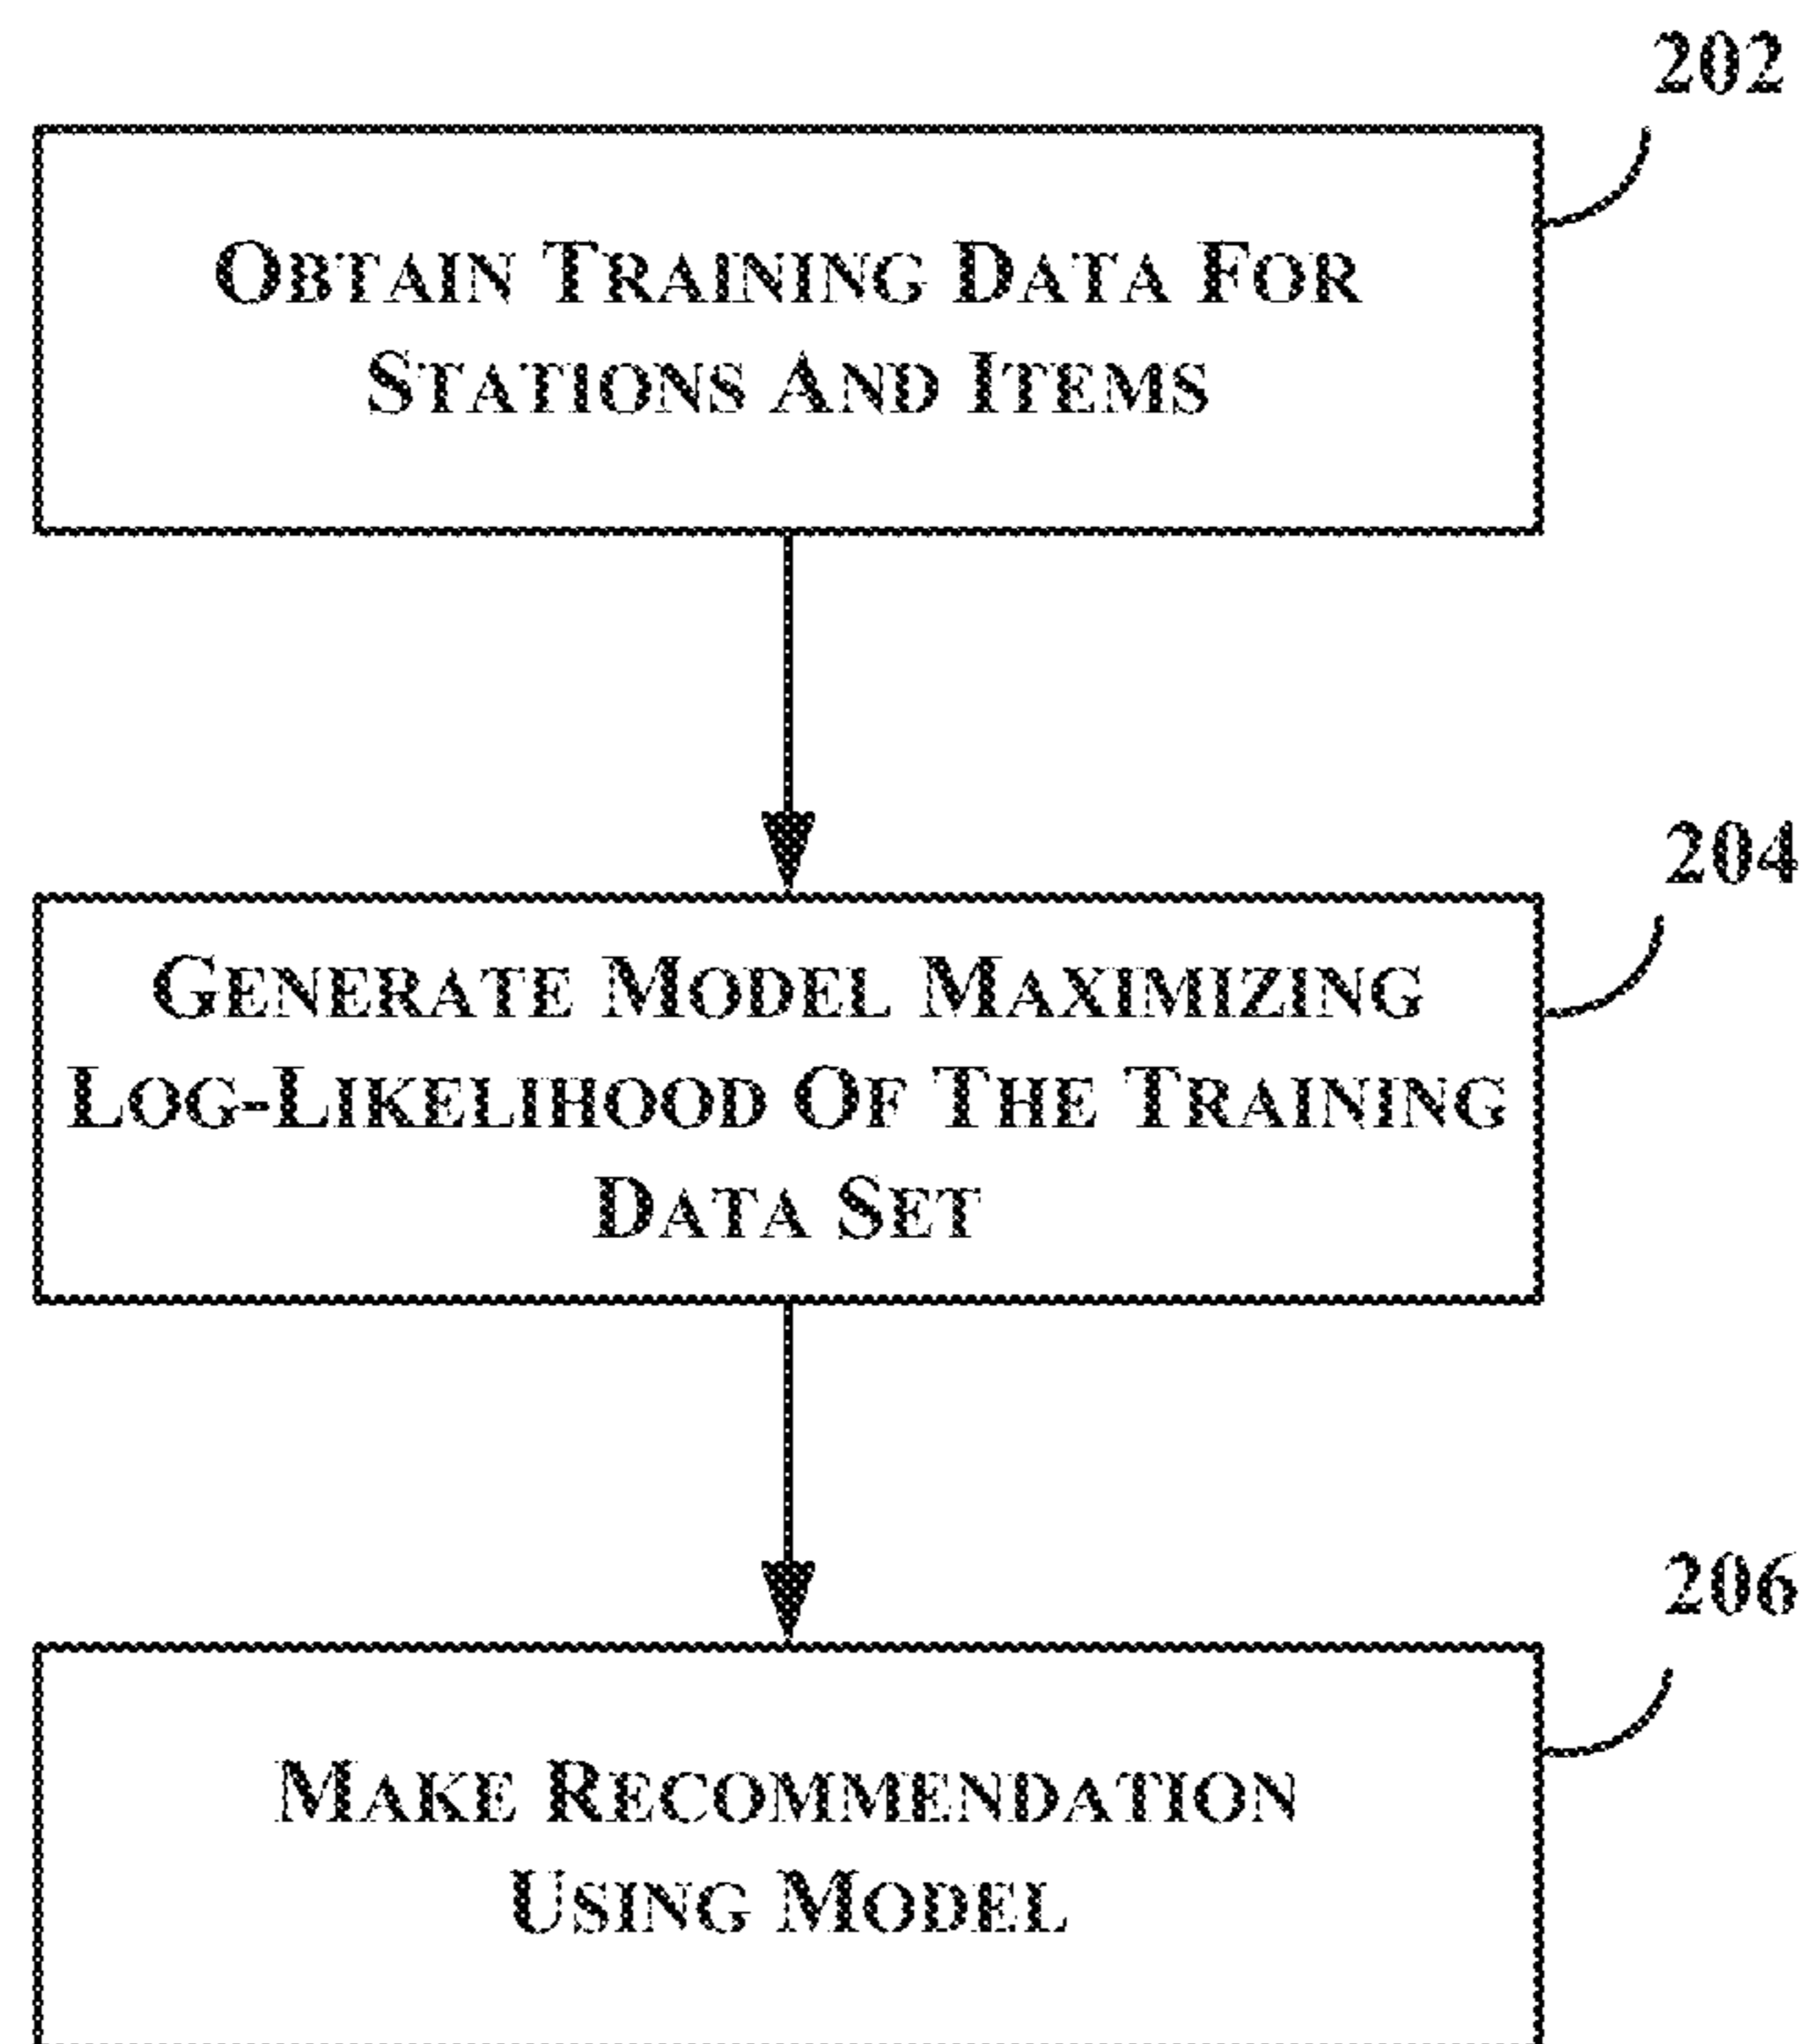 202
OBTAIN TRAINING DATA FOR
STATIONS AND ITEMS
204
GENERATE MODEL MAXIMIZING
LOG-LIKELIHOOD OF THE TRAINING
DATA SET
206
MAKE RECOMMENDATION
USING MODEL